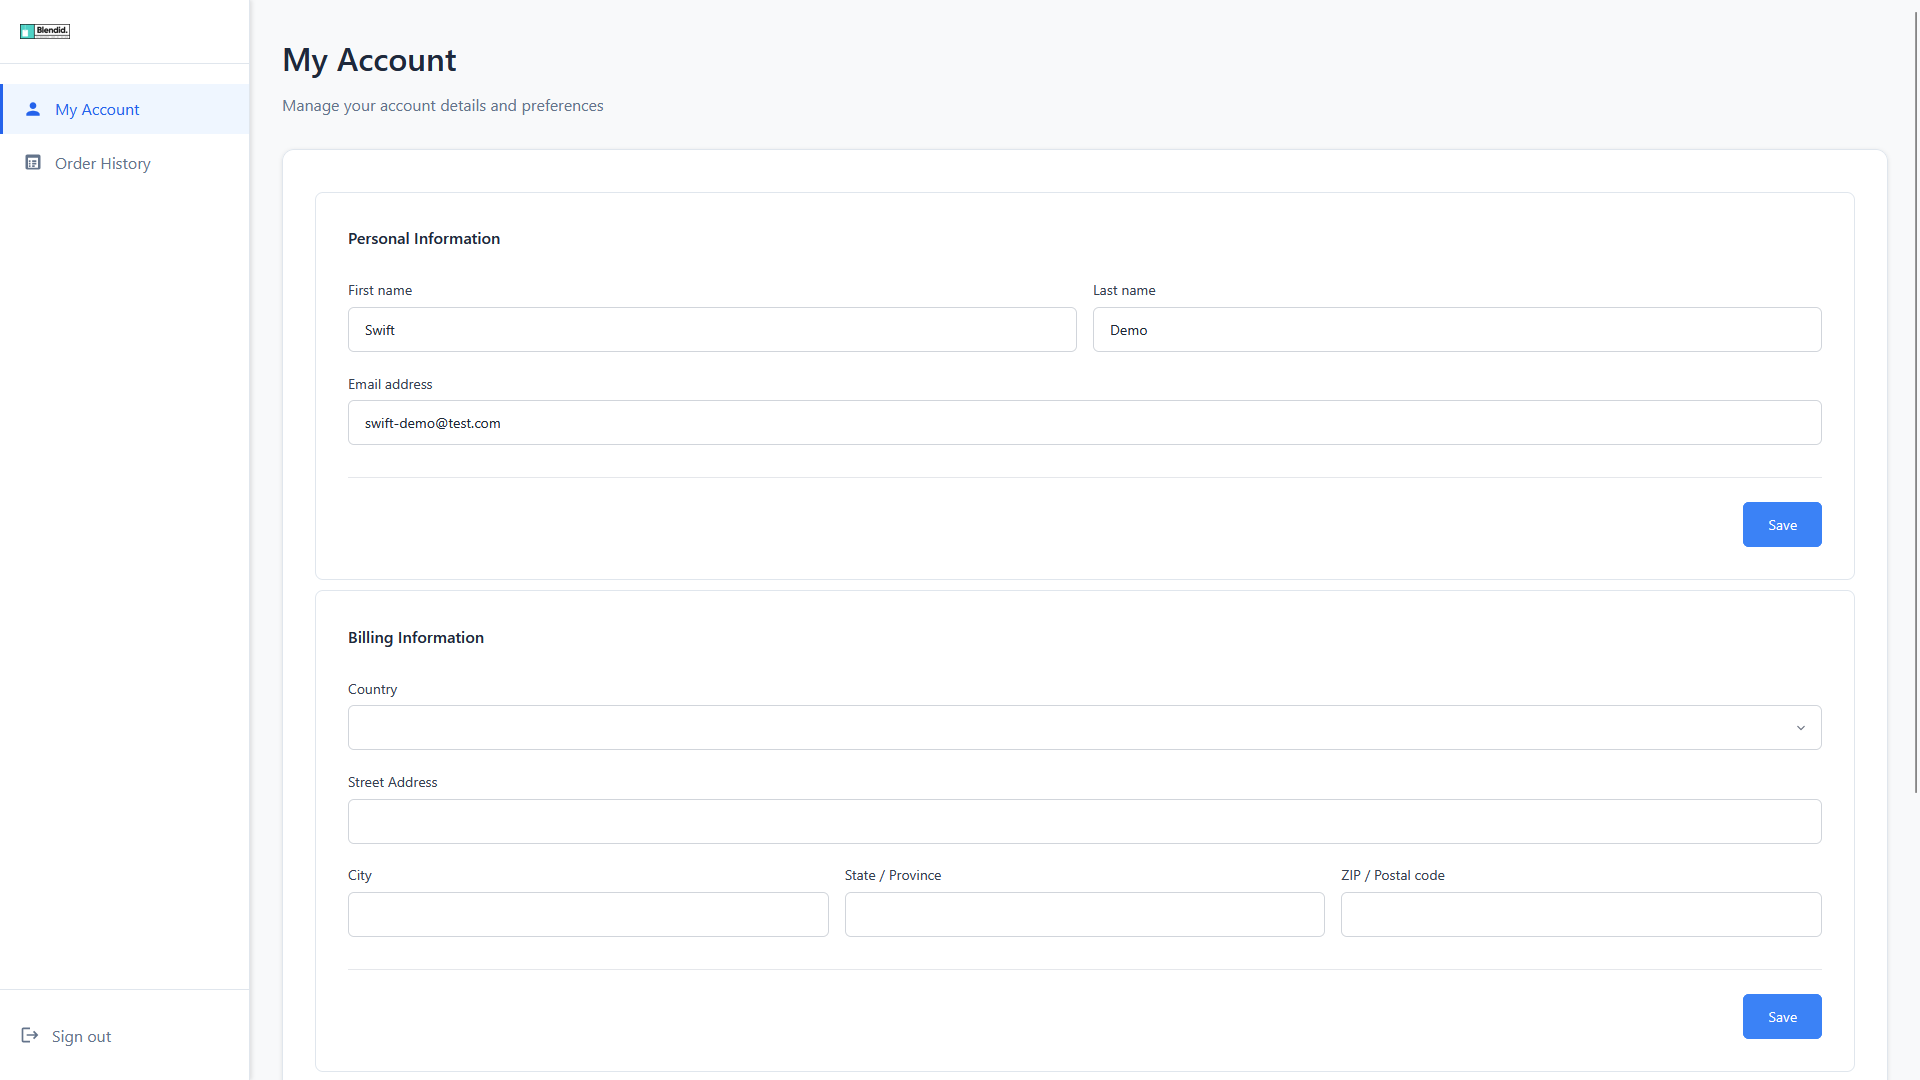 Blendid.
My Account
Order History
Sign out
My Account
Manage your account details and preferences
Personal Information
First name
Last name
Swift
Demo
Email address
swift-demo@test.com
Save
Billing Information
Country
Street Address
City
State / Province
ZIP / Postal code
Save